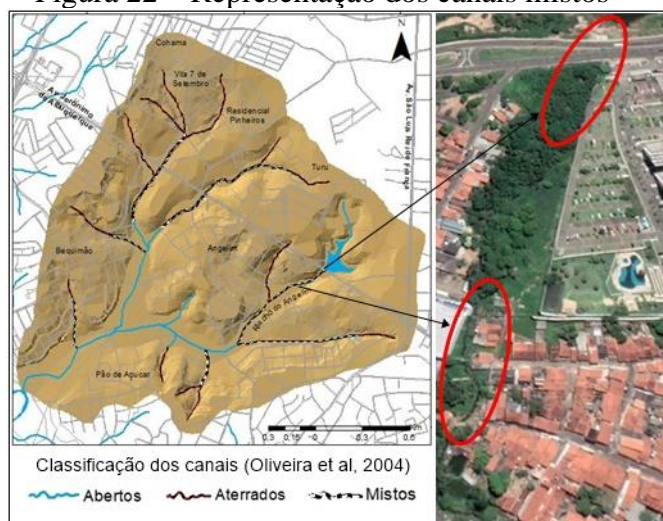 Figura 22 – Representação dos canais mistos
Cohama
Vila 7 de
Setembro
Av. Jerônimo
de Albuquerque
Residencial
Pinheiros
Turu
Av. São Luís Rei de França
Bequimão
Angelim
Riacho do Angelim
Pão de Açucar
0,3 0,15 0 0,3 0,6
Classificação dos canais (Oliveira et al, 2004)
Abertos Aterrados Mistos